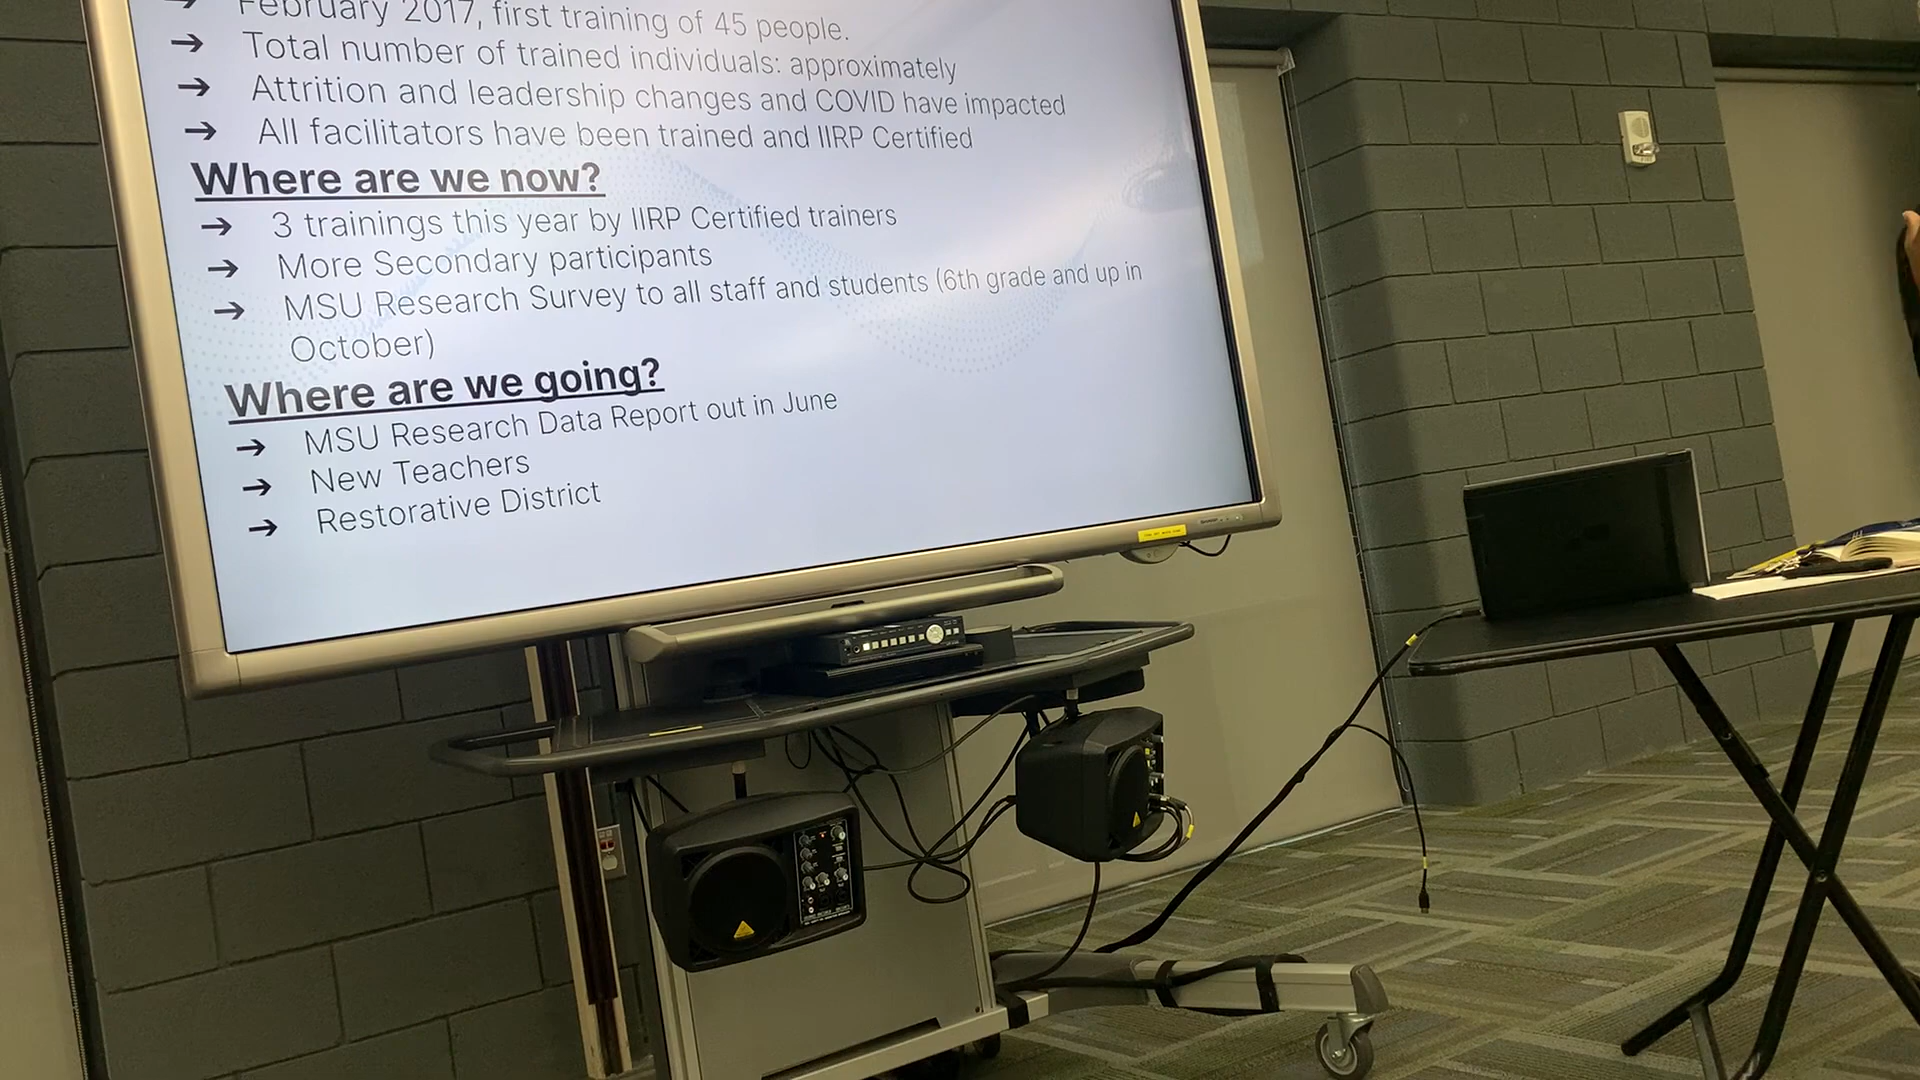 ➔ February 2017, first training of 45 people.
➔ Total number of trained individuals: approximately
➔ Attrition and leadership changes and COVID have impacted
➔ All facilitators have been trained and IIRP Certified
Where are we now?
➔ 3 trainings this year by IIRP Certified trainers
➔ More Secondary participants
➔ MSU Research Survey to all staff and students (6th grade and up in
October)
Where are we going?
➔ MSU Research Data Report out in June
➔ New Teachers
➔ Restorative District